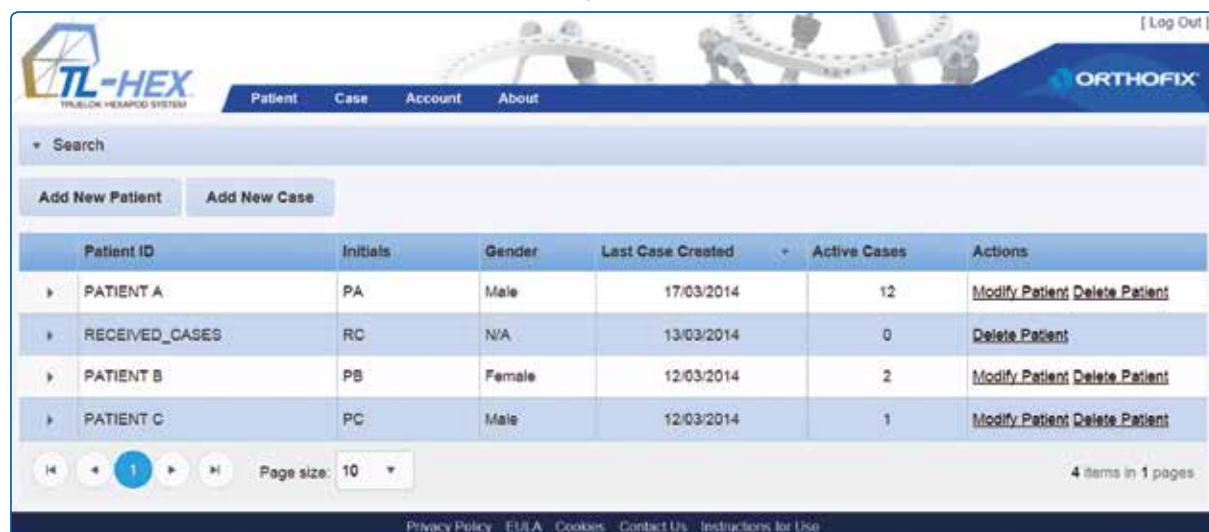 [ Log Out ]
TL-HEX
TRUELOK HEXAPOD SYSTEM
ORTHOFIX
Patient Case Account About
Search
Add New Patient Add New Case
Patient ID Initials Gender Last Case Created Active Cases Actions
PATIENT A PA Male 17/03/2014 12 Modify Patient Delete Patient
RECEIVED_CASES RC N/A 13/03/2014 0 Delete Patient
PATIENT B PB Female 12/03/2014 2 Modify Patient Delete Patient
PATIENT C PC Male 12/03/2014 1 Modify Patient Delete Patient
1 Page size: 10 4 items in 1 pages
Privacy Policy EULA Cookies Contact Us Instructions for Use